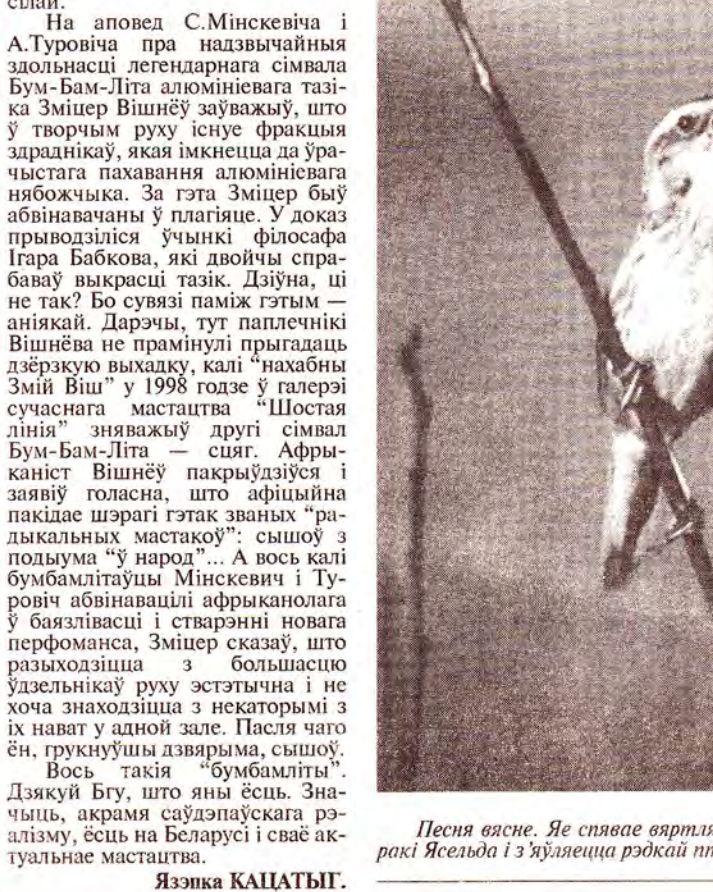 сілай.
На аповед С.Мінскевіча і
А.Туровіча пра надзвычайныя
здольнасці легендарнага сімвала
Бум-Бам-Літа алюмініевага тазі-
ка Зміцер Вішнёў заўважыў, што
ў творчым руху існуе фракцыя
здраднікаў, якая імкнецца да ўра-
чыстага пахавання алюмініевага
нябожчыка. За гэта Зміцер быў
абвінавачаны ў плагіяце. У доказ
прыводзіліся ўчынкі філосафа
Ігара Бабкова, які двойчы спра-
баваў выкрасці тазік. Дзіўна, ці
не так? Бо сувязі паміж гэтым —
аніякай. Дарэчы, тут паплечнікі
Вішнёва не прамінулі прыгадаць
дзёрзкую выхадку, калі “нахабны
Змій Віш” у 1998 годзе ў галерэі
сучаснага мастацтва “Шостая
лінія” зняважыў другі сімвал
Бум-Бам-Літа — сцяг. Афры-
каніст Вішнёў пакрыўдзіўся і
заявіў голасна, што афіцыйна
пакідае шэрагі гэтак званых “ра-
дыкальных мастакоў”: сышоў з
подыума “ў народ”... А вось калі
бумбамлітаўцы Мінскевич і Ту-
ровіч абвінавацілі афрыканолага
ў баязлівасці і стварэнні новага
перфоманса, Зміцер сказаў, што
разыходзіцца з большасцю
ўдзельнікаў руху эстэтычна і не
хоча знаходзіцца з некаторымі з
іх нават у адной зале. Пасля чаго
ён, грукнуўшы дзвярыма, сышоў.
Вось такія “бумбамліты”.
Дзякуй Бгу, што яны ёсць. Зна-
чыць, акрамя саўдэпаўскага рэ-
алізму, ёсць на Беларусі і сваё ак-
туальнае мастацтва.
Язэпка КАЦАТЫГ.
Песня вясне. Яе спявае вяртля
ракі Ясельда і з'яўляецца рэдкай пт